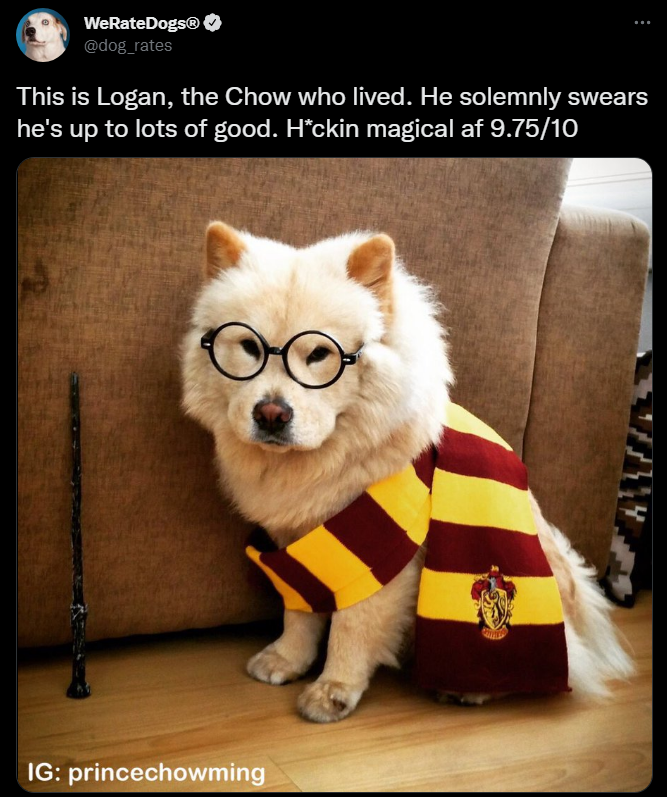 WeRateDogs®
@dog_rates
This is Logan, the Chow who lived. He solemnly swears
he's up to lots of good. H*ckin magical af 9.75/10
IG: princechowming